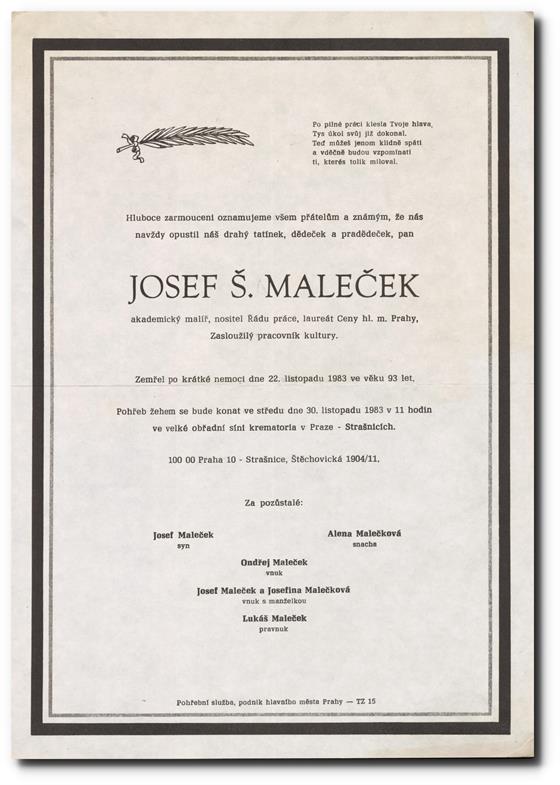 Po pilné práci klesla Tvoje hlava,
Tys úkol svůj již dokonal.
Teď můžeš jenom klidně spáti
a vděčně budou vzpomínati
ti, kterés tolik miloval.
Hluboce zarmouceni oznamujeme všem přátelům a známým, že nás
navždy opustil náš drahý tatínek, dědeček a pradědeček, pan
JOSEF Š. MALEČEK
akademický malíř, nositel Řádu práce, laureát Ceny hl. m. Prahy,
Zasloužilý pracovník kultury.
Zemřel po krátké nemoci dne 22. listopadu 1983 ve věku 93 let.
Pohřeb žehem se bude konat ve středu dne 30. listopadu 1983 v 11 hodin
ve velké obřadní síni krematoria v Praze - Strašnicích.
100 00 Praha 10 - Strašnice, Štěchovická 1904/11.
Za pozůstalé:
Josef Maleček Alena Malečková
syn snacha
Ondřej Maleček
vnuk
Josef Maleček a Josefína Malečková
vnuk s manželkou
Lukáš Maleček
pravnuk
Pohřební služba, podnik hlavního města Prahy — TZ 15